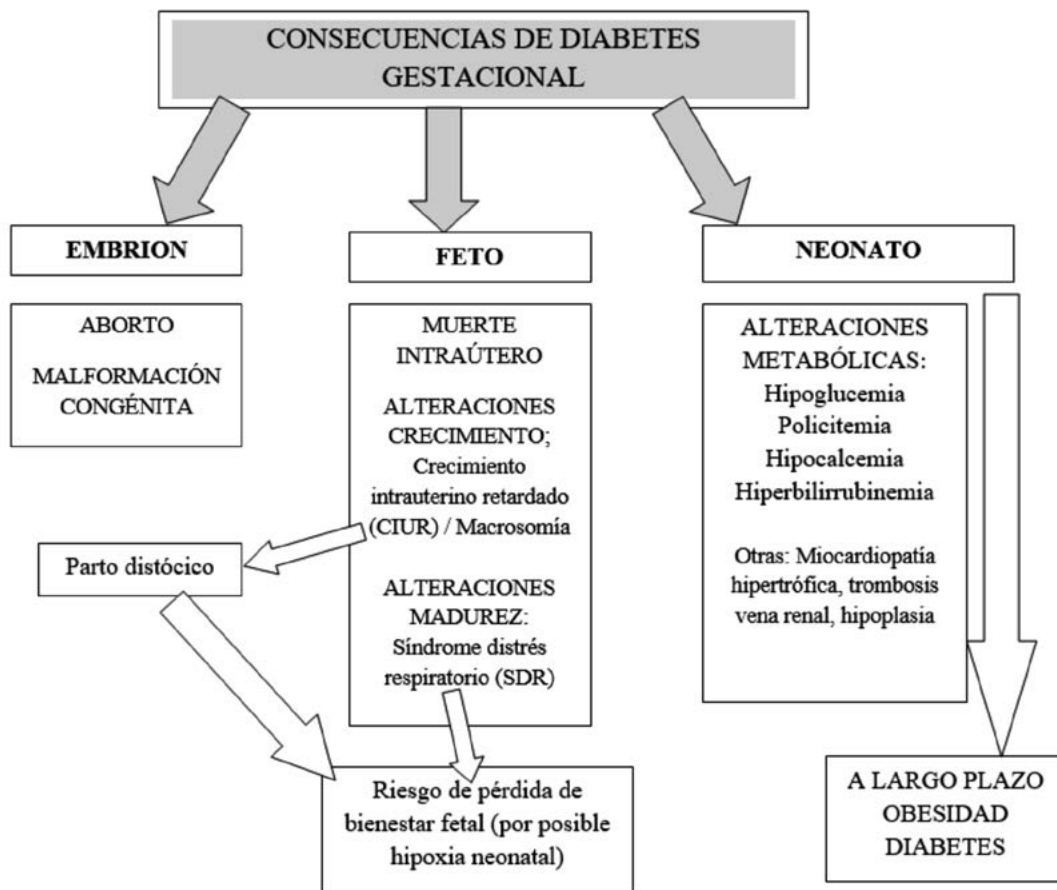 CONSECUENCIAS DE DIABETES
GESTACIONAL
EMBRION
ABORTO
MALFORMACIÓN
CONGÉNITA
FETO
MUERTE
INTRAÚTERO
ALTERACIONES
CRECIMIENTO;
Crecimiento
intrauterino retardado
(CIUR) / Macrosomía
ALTERACIONES
MADUREZ:
Síndrome distrés
respiratorio (SDR)
Parto distócico
Riesgo de pérdida de
bienestar fetal (por posible
hipoxia neonatal)
NEONATO
ALTERACIONES
METABÓLICAS:
Hipoglucemia
Policitemia
Hipocalcemia
Hiperbilirrubinemia
Otras: Miocardiopatía
hipertrófica, trombosis
vena renal, hipoplasia
A LARGO PLAZO
OBESIDAD
DIABETES